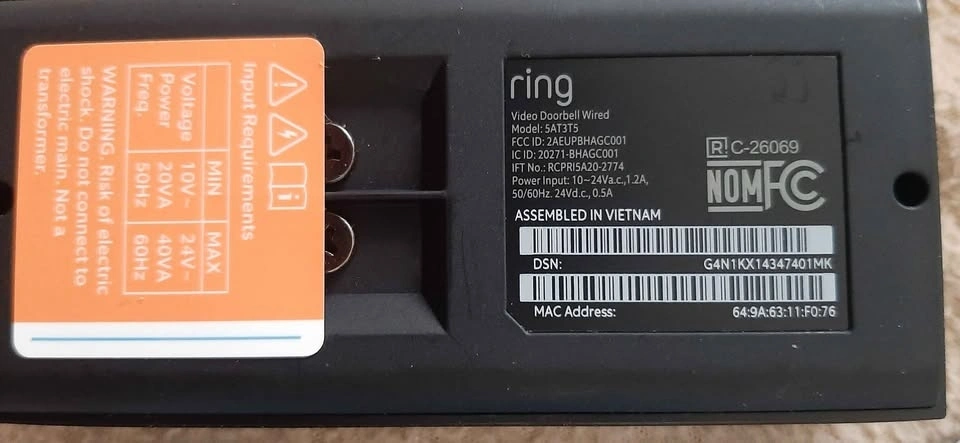 Input Requirements
MIN MAX
Voltage 10V~ 24V~
Power 20VA 40VA
Freq. 50Hz 60Hz
WARNING. Risk of electric
shock. Do not connect to
electric main. Not a
transformer.
ring
Video Doorbell Wired
Model: 5AT3T5
FCC ID: 2AEUPBHAGC001
IC ID: 20271-BHAGC001
IFT No.: RCPRI5A20-2774
Power Input: 10~24Va.c.,1.2A,
50/60Hz. 24Vd.c., 0.5A
R C-26069
NOM FC
ASSEMBLED IN VIETNAM
DSN: G4N1KX14347401MK
MAC Address: 64:9A:63:11:F0:76